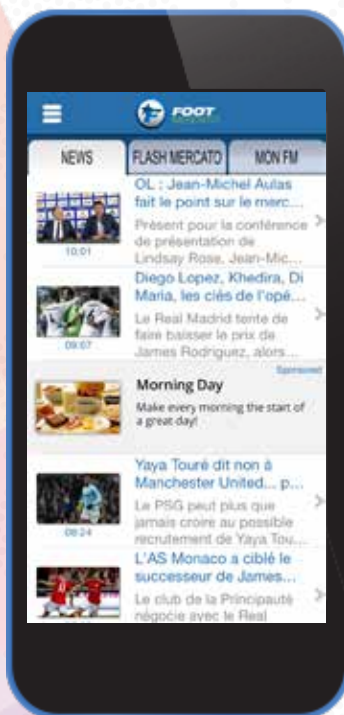 FOOT
NEWS
FLASH MERCATO
MON FM
OL : Jean-Michel Aulas
fait le point sur le merc...
Présent pour la conférence
de présentation de
Lindsay Rose, Jean-Mic...
10:01
Diego Lopez, Khedira, Di
Maria, les clés de l'opé...
Le Real Madrid tente de
faire baisser le prix de
James Rodriguez, alors...
09:07
Sponsored
Morning Day
Make every morning the start of
a great day!
Yaya Touré dit non à
Manchester United... p...
Le PSG peut plus que
jamais croire au possible
recrutement de Yaya Tou...
08:24
L'AS Monaco a ciblé le
successeur de James...
Le club de la Principauté
négocie avec le Real